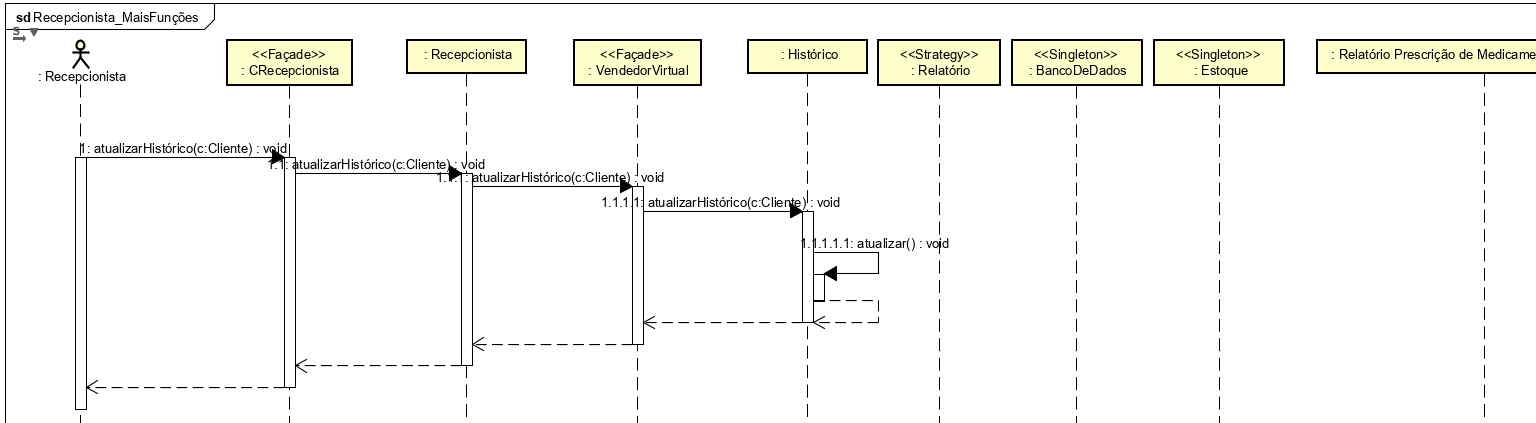 sd Recepcionista_MaisFunções
: Recepcionista
<<Façade>>
: CRecepcionista
: Recepcionista
<<Façade>>
: VendedorVirtual
: Histórico
<<Strategy>>
: Relatório
<<Singleton>>
: BancoDeDados
<<Singleton>>
: Estoque
: Relatório Prescrição de Medicame
1: atualizarHistórico(c:Cliente) : void
1.1: atualizarHistórico(c:Cliente) : void
1.1.1: atualizarHistórico(c:Cliente) : void
1.1.1.1: atualizarHistórico(c:Cliente) : void
1.1.1.1.1: atualizar() : void